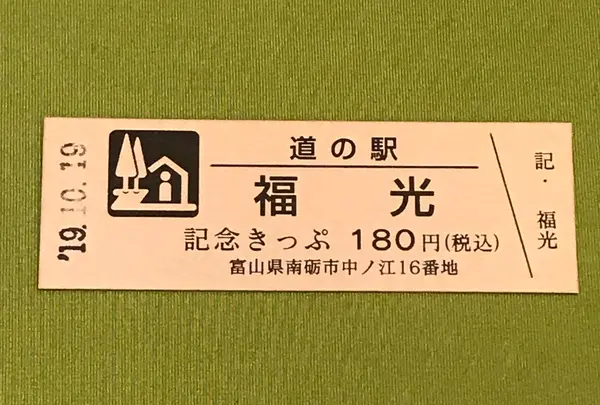 '19.10.19
道の駅
福光
記念きっぷ 180円(税込)
富山県南砺市中ノ江16番地
記・福光